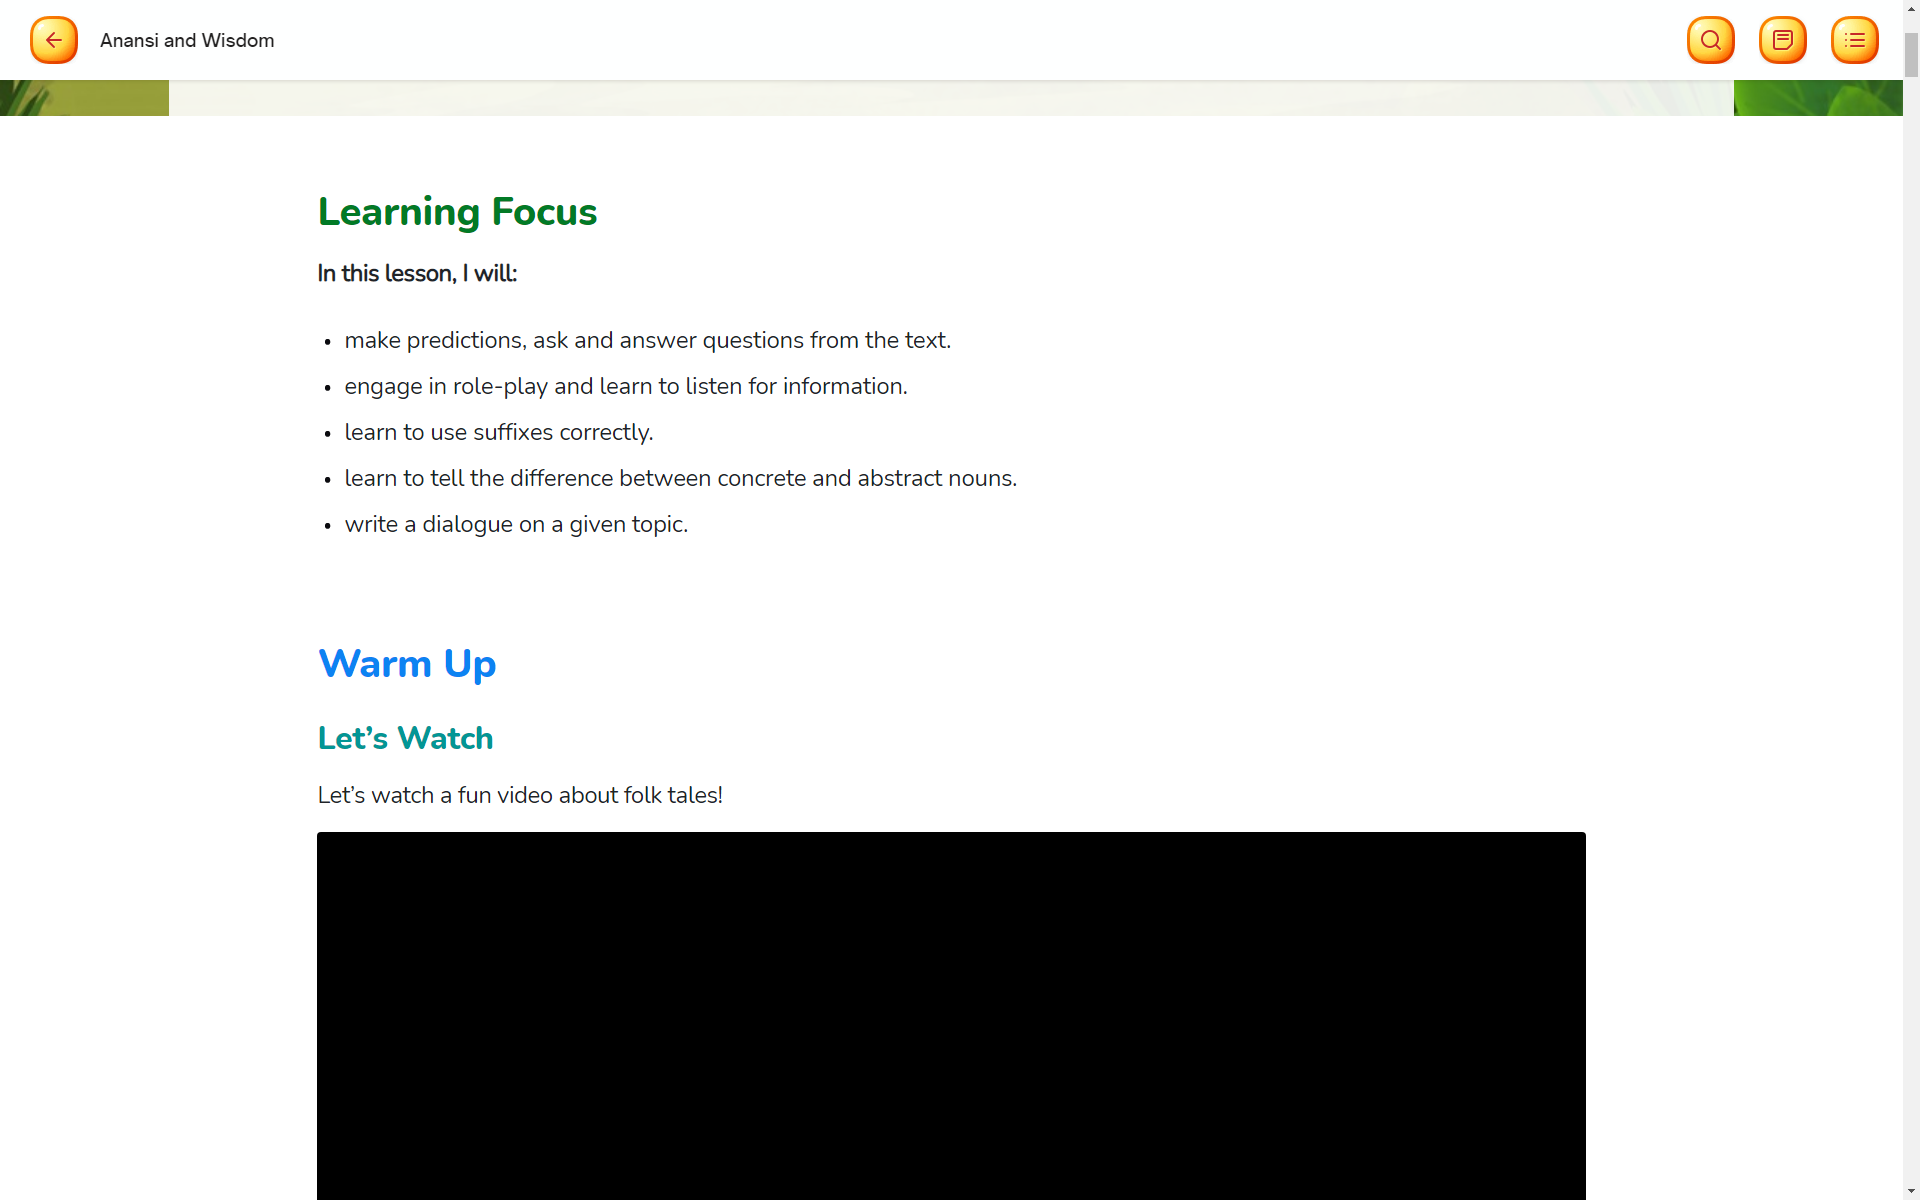 Anansi and Wisdom
Learning Focus
In this lesson, I will:
• make predictions, ask and answer questions from the text.
• engage in role-play and learn to listen for information.
• learn to use suffixes correctly.
• learn to tell the difference between concrete and abstract nouns.
• write a dialogue on a given topic.
Warm Up
Let’s Watch
Let’s watch a fun video about folk tales!